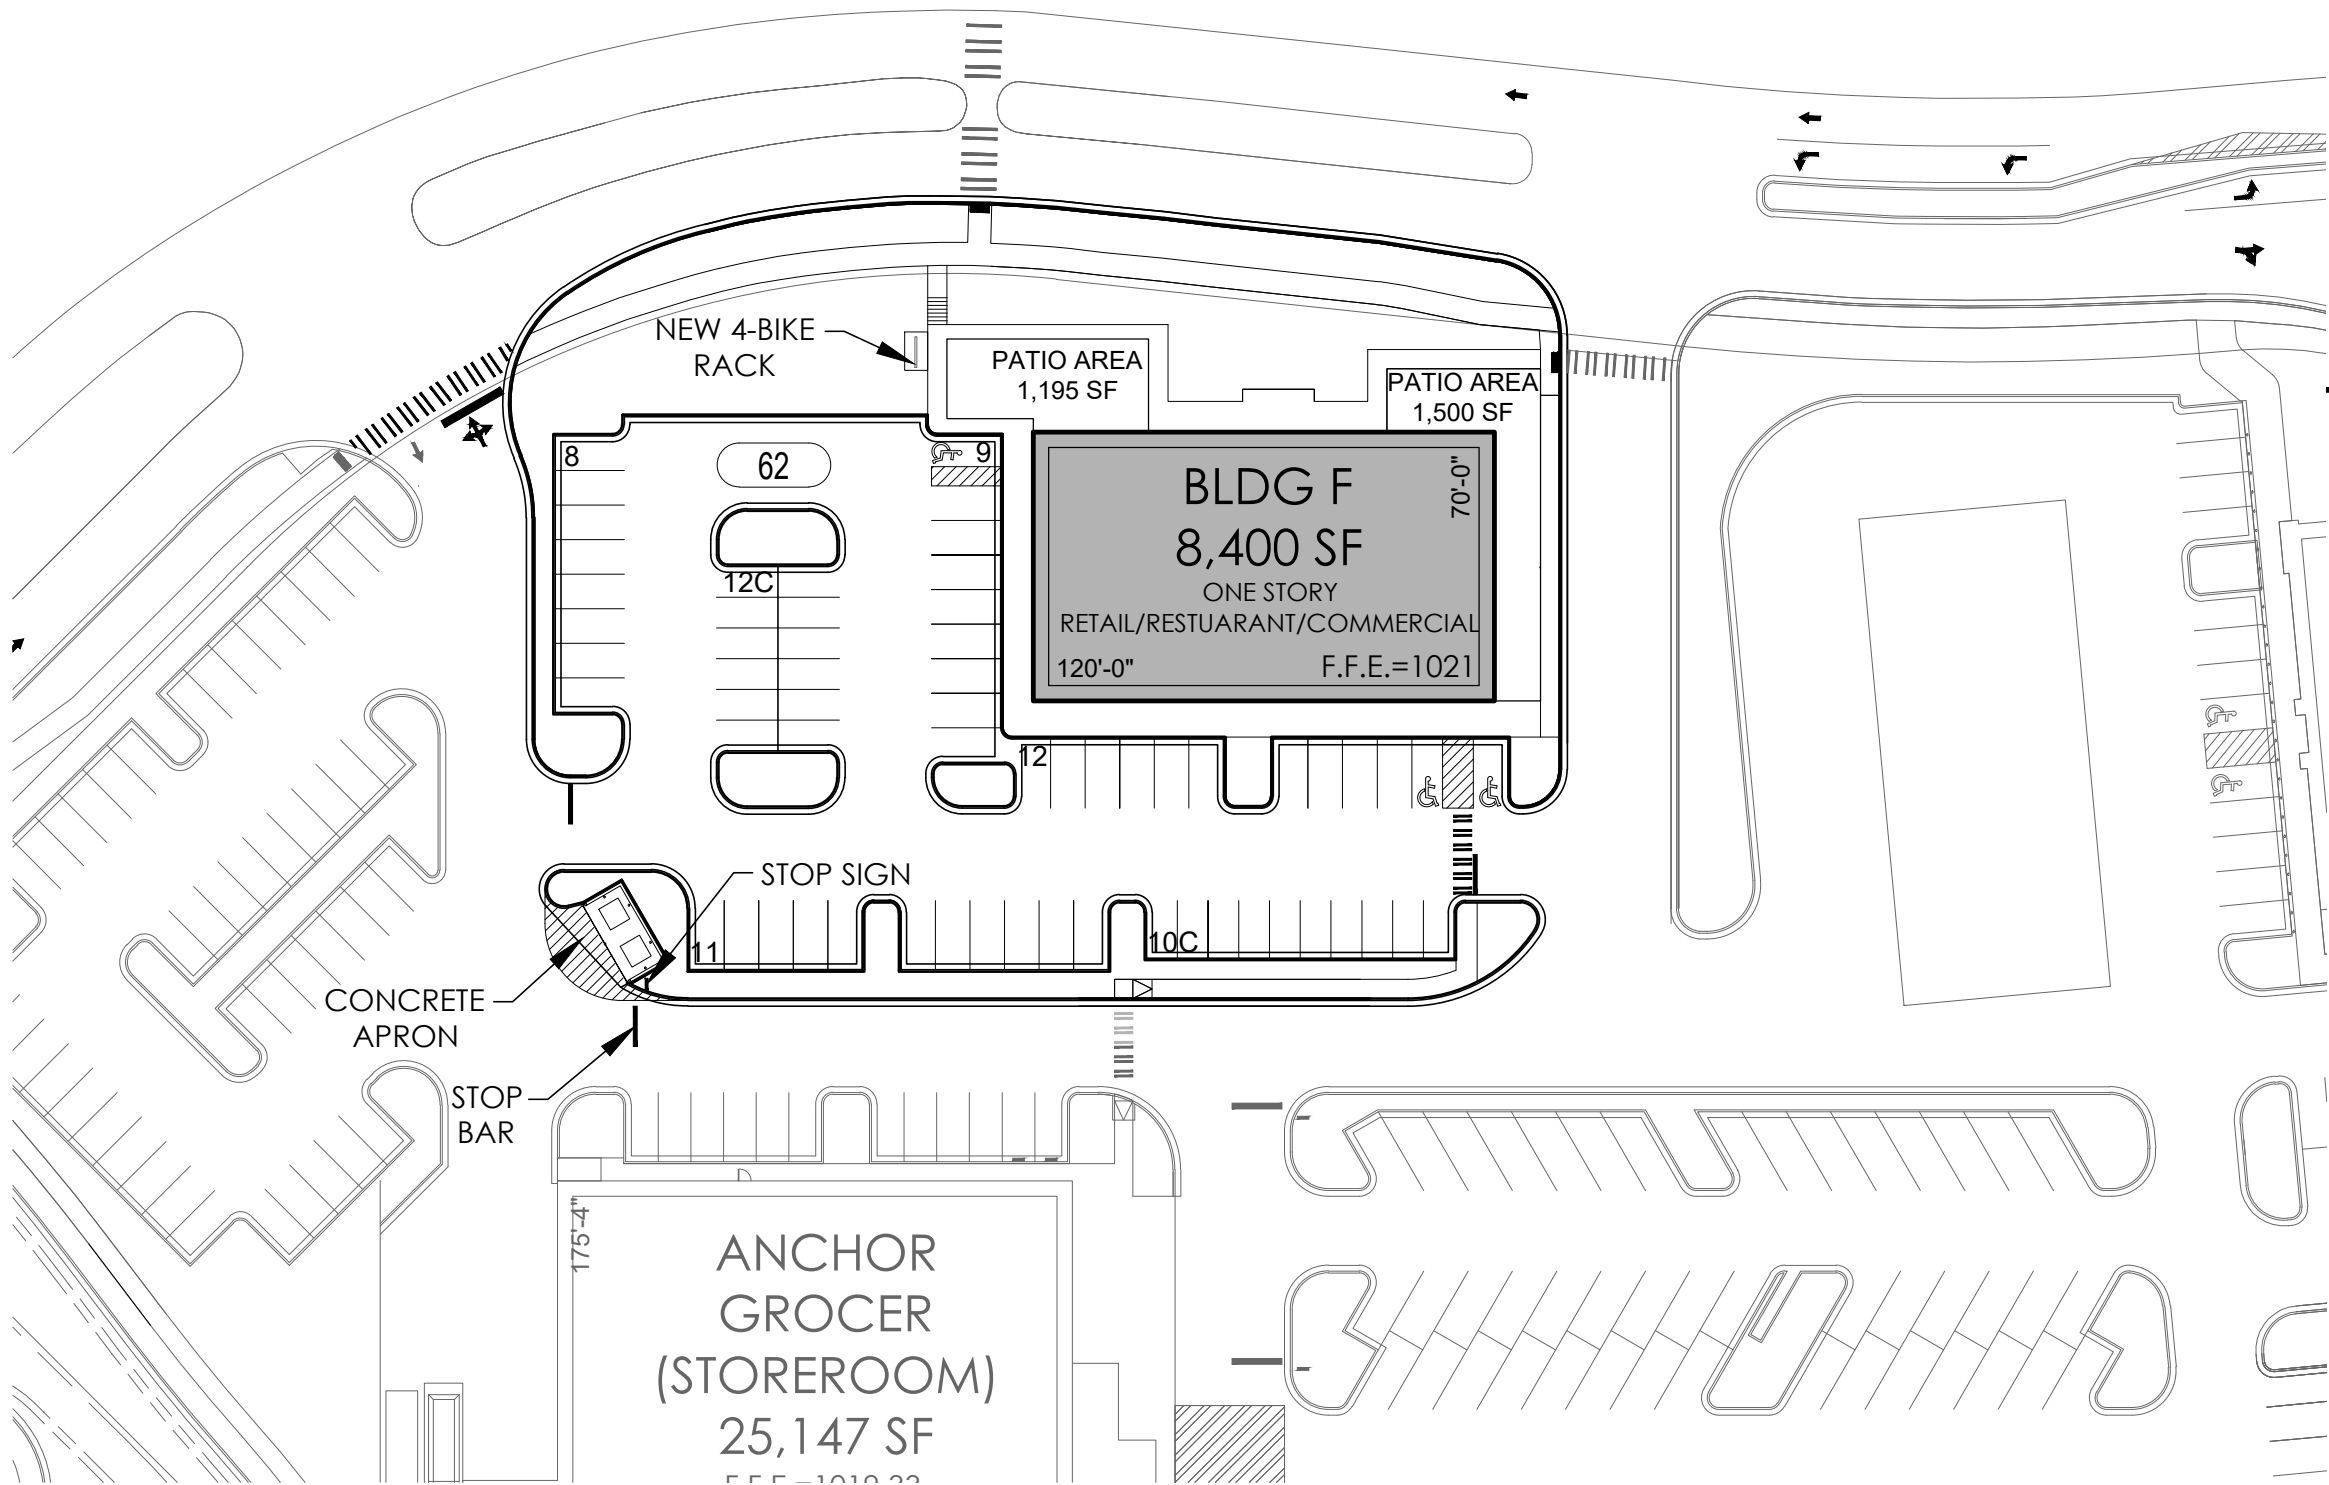 NEW 4-BIKE
RACK
PATIO AREA
1,195 SF
PATIO AREA
1,500 SF
8
62
9
BLDG F
70'-0"
8,400 SF
12C
ONE STORY
RETAIL/RESTUARANT/COMMERCIAL
120'-0"
F.F.E.=1021
12
STOP SIGN
11
10C
CONCRETE
APRON
STOP
BAR
175'-4"
ANCHOR
GROCER
(STOREROOM)
25,147 SF